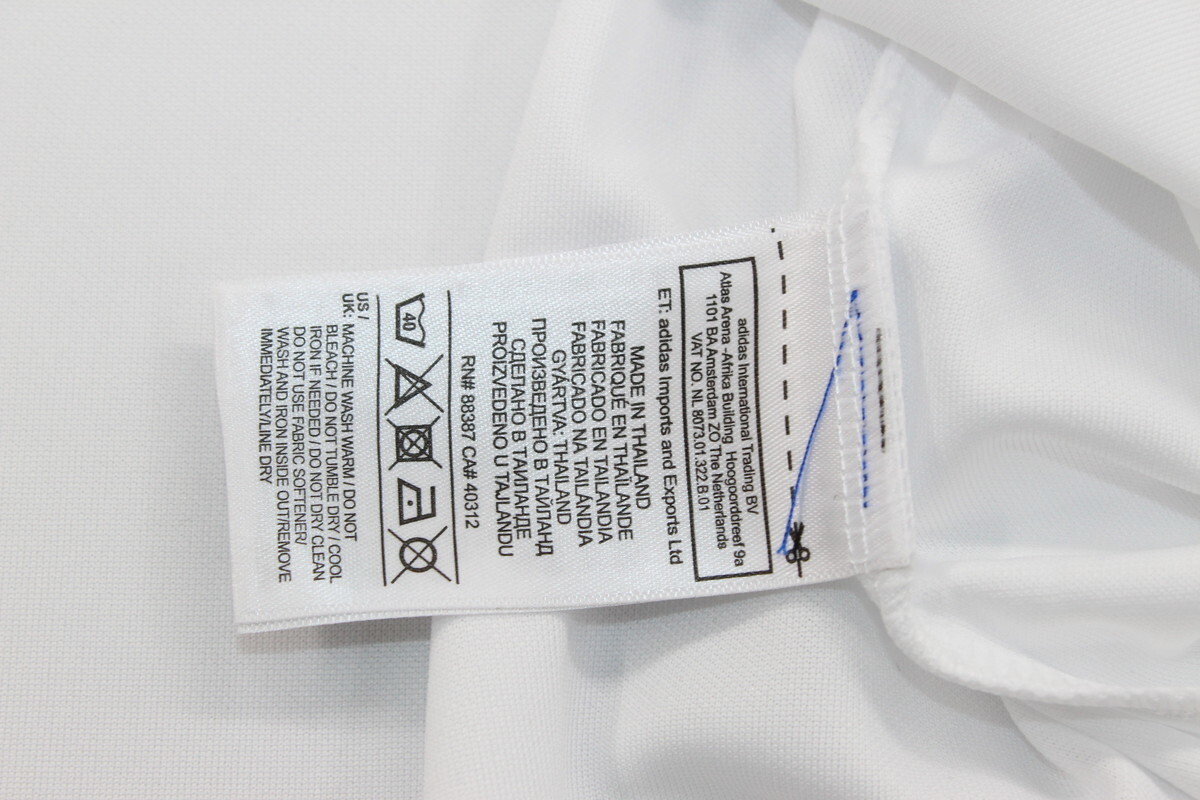 adidas International Trading BV
Atlas Arena -Afrika Building Hoogoorddreef 9a
1101 BA Amsterdam ZO The Netherlands
VAT NO. NL 8073.01.322.B.01
ET: adidas Imports and Exports Ltd
MADE IN THAILAND
FABRIQUÉ EN THAÏLANDE
FABRICADO EN TAILANDIA
FABRICADO NA TAILÂNDIA
GYÁRTVA: THAILAND
ПРОИЗВЕДЕНО В ТАЙЛАНД
СДЕЛАНО В ТАИЛАНДЕ
PROIZVEDENO U TAJLANDU
RN# 88387 CA# 40312
40
US /
UK: MACHINE WASH WARM / DO NOT
BLEACH / DO NOT TUMBLE DRY / COOL
IRON IF NEEDED / DO NOT DRY CLEAN
DO NOT USE FABRIC SOFTENER/
WASH AND IRON INSIDE OUT/REMOVE
IMMEDIATELY/LINE DRY